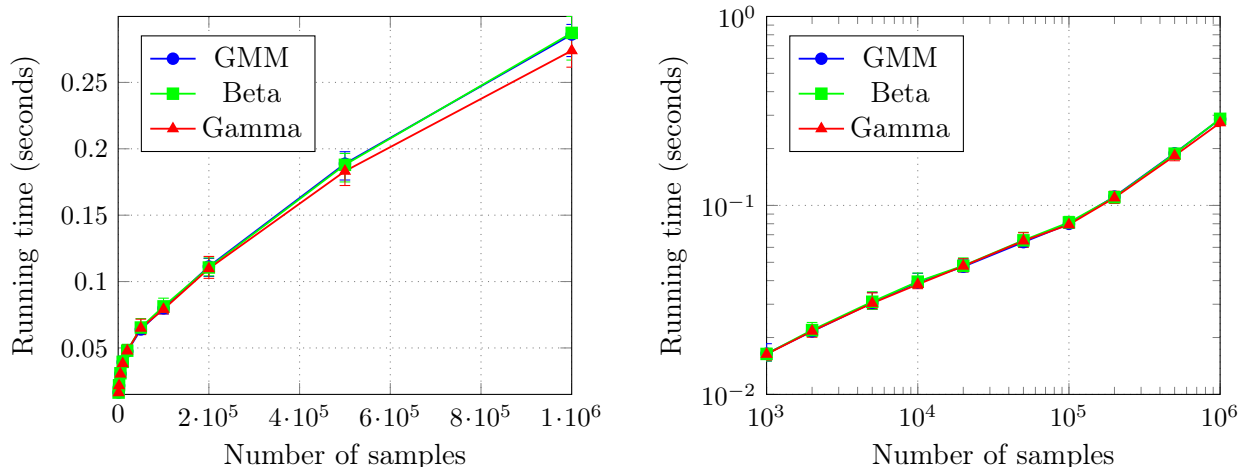 GMM
Beta
Gamma
Running time (seconds)
0.25
0.2
0.15
0.1
0.05
0
2·10^5
4·10^5
6·10^5
8·10^5
1·10^6
Number of samples
GMM
Beta
Gamma
Running time (seconds)
10^0
10^−1
10^−2
10^3
10^4
10^5
10^6
Number of samples